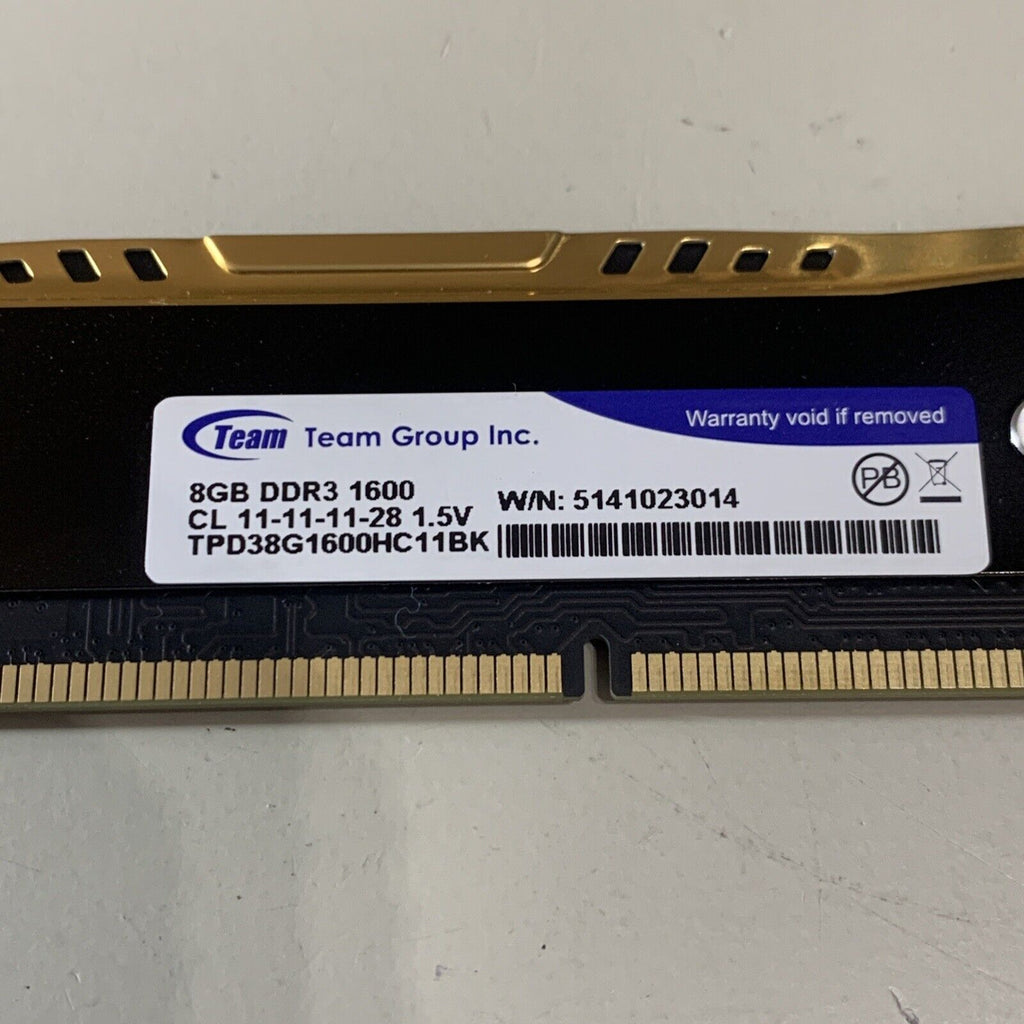 Team Team Group Inc.
Warranty void if removed
8GB DDR3 1600
CL 11-11-11-28 1.5V
TPD38G1600HC11BK
W/N: 5141023014
PB